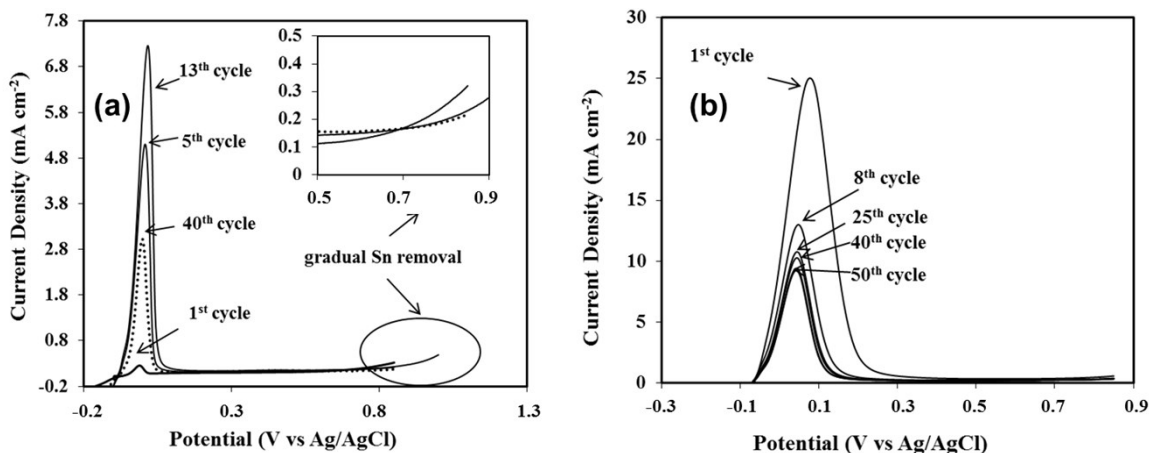 (a)
Current Density (mA cm⁻²)
7.8
6.8
5.8
4.8
3.8
2.8
1.8
0.8
-0.2
-0.2
0.3
0.8
1.3
Potential (V vs Ag/AgCl)
13th cycle
5th cycle
40th cycle
1st cycle
0.5
0.4
0.3
0.2
0.1
0
0.5
0.7
0.9
gradual Sn removal
(b)
Current Density (mA cm⁻²)
30
25
20
15
10
5
0
-0.3
-0.1
0.1
0.3
0.5
0.7
0.9
Potential (V vs Ag/AgCl)
1st cycle
8th cycle
25th cycle
40th cycle
50th cycle